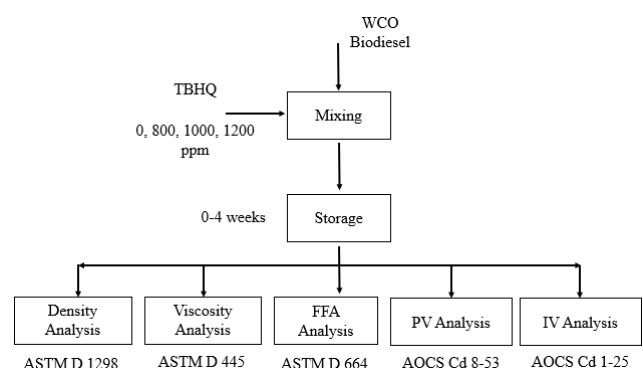 WCO
Biodiesel
TBHQ
0, 800, 1000, 1200
ppm
Mixing
0-4 weeks
Storage
Density
Analysis
Viscosity
Analysis
FFA
Analysis
PV Analysis
IV Analysis
ASTM D 1298
ASTM D 445
ASTM D 664
AOCS Cd 8-53
AOCS Cd 1-25